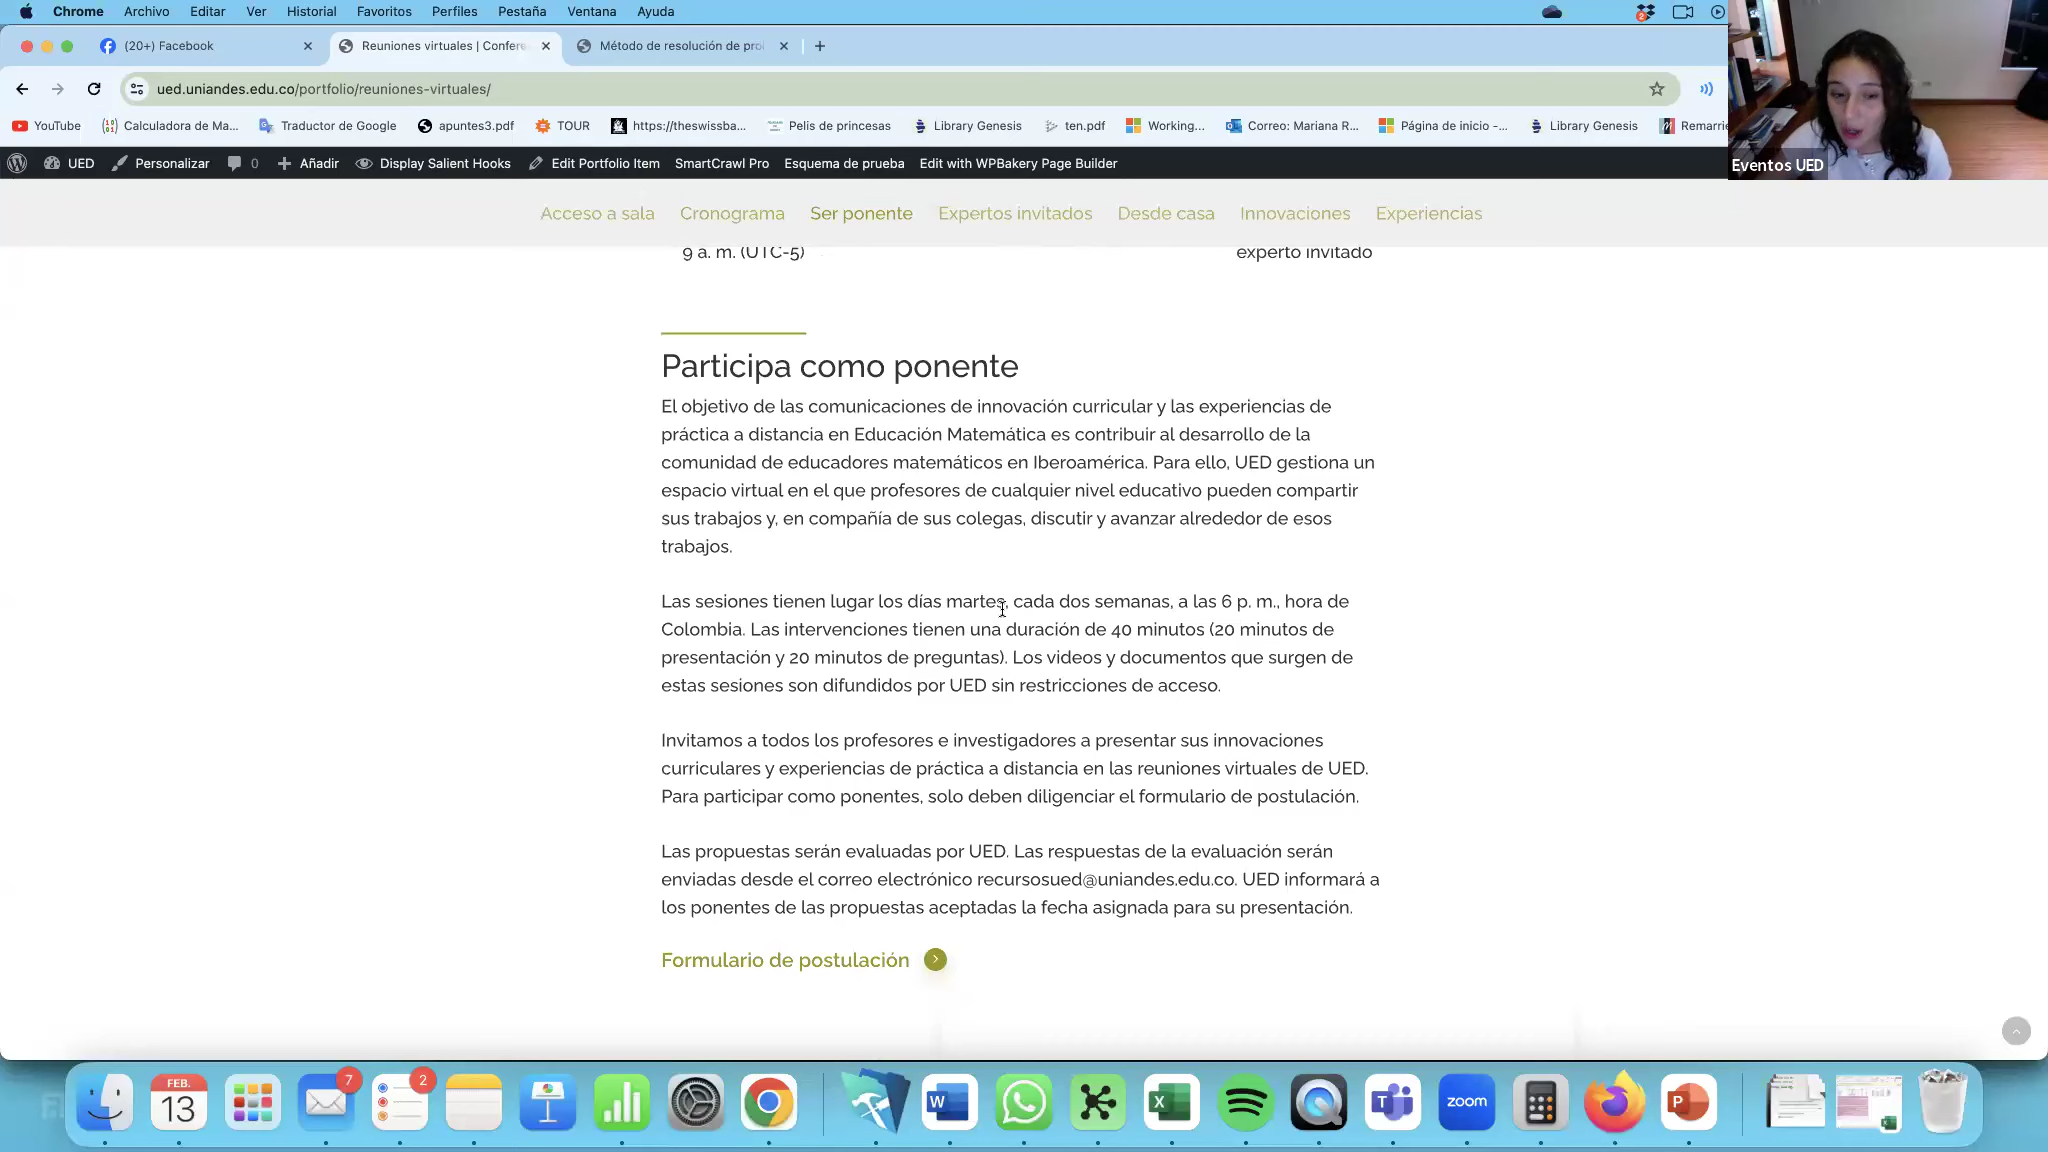 Chrome Archivo Editar Ver Historial Favoritos Perfiles Pestaña Ventana Ayuda
2
(20+) Facebook
Reuniones virtuales | Confere
Método de resolución de pro
ued.uniandes.edu.co/portfolio/reuniones-virtuales/
YouTube
Calculadora de Ma...
Traductor de Google
apuntes3.pdf
TOUR
https://theswissba...
Pelis de princesas
Library Genesis
ten.pdf
Working...
Correo: Mariana R...
Página de inicio -...
Library Genesis
Remarrie
Eventos UED
UED Personalizar 0 Añadir Display Salient Hooks Edit Portfolio Item SmartCrawl Pro Esquema de prueba Edit with WPBakery Page Builder
Acceso a sala Cronograma Ser ponente Expertos invitados Desde casa Innovaciones Experiencias
9 a. m. (UTC-5) experto invitado
Participa como ponente
El objetivo de las comunicaciones de innovación curricular y las experiencias de
práctica a distancia en Educación Matemática es contribuir al desarrollo de la
comunidad de educadores matemáticos en Iberoamérica. Para ello, UED gestiona un
espacio virtual en el que profesores de cualquier nivel educativo pueden compartir
sus trabajos y, en compañía de sus colegas, discutir y avanzar alrededor de esos
trabajos.
Las sesiones tienen lugar los días martes, cada dos semanas, a las 6 p. m., hora de
Colombia. Las intervenciones tienen una duración de 40 minutos (20 minutos de
presentación y 20 minutos de preguntas). Los videos y documentos que surgen de
estas sesiones son difundidos por UED sin restricciones de acceso.
Invitamos a todos los profesores e investigadores a presentar sus innovaciones
curriculares y experiencias de práctica a distancia en las reuniones virtuales de UED.
Para participar como ponentes, solo deben diligenciar el formulario de postulación.
Las propuestas serán evaluadas por UED. Las respuestas de la evaluación serán
enviadas desde el correo electrónico recursosued@uniandes.edu.co. UED informará a
los ponentes de las propuestas aceptadas la fecha asignada para su presentación.
Formulario de postulación
FEB.
13
7
2
W
X
T
zoom
P